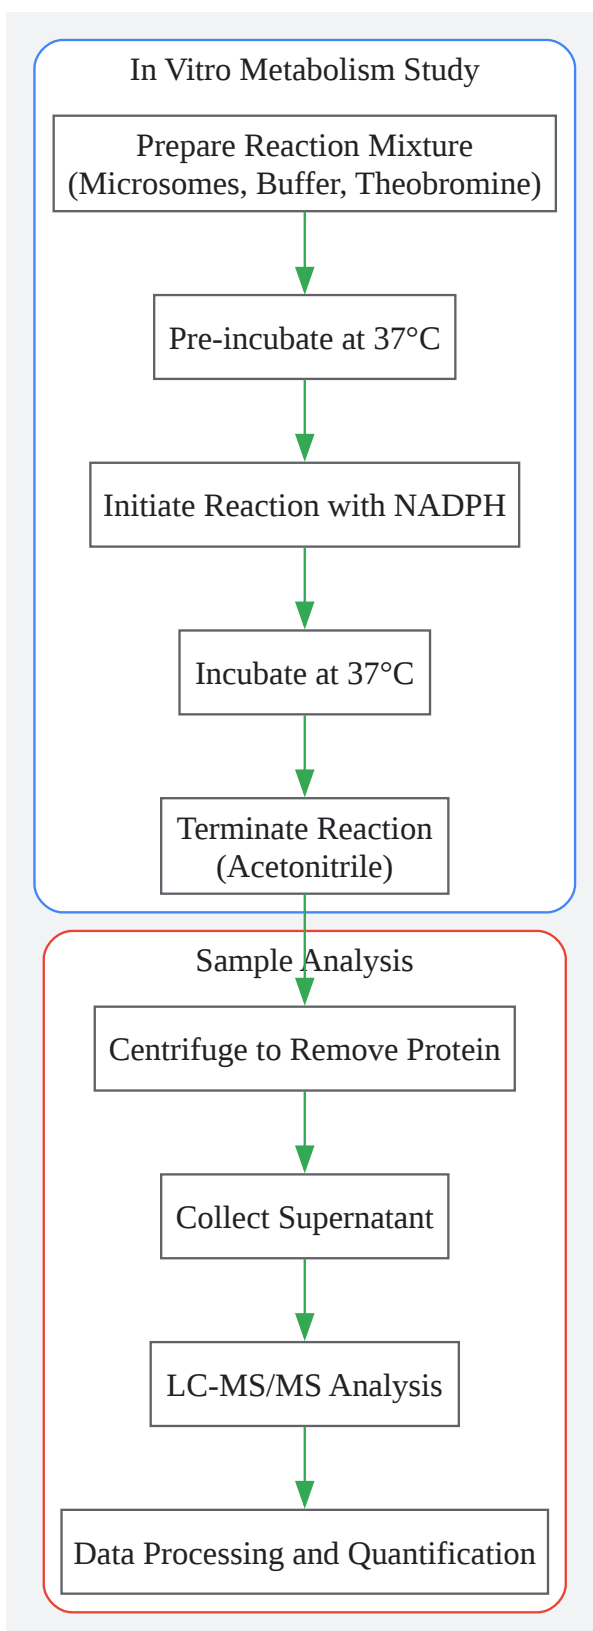 In Vitro Metabolism Study
Prepare Reaction Mixture
(Microsomes, Buffer, Theobromine)
Pre-incubate at 37°C
Initiate Reaction with NADPH
Incubate at 37°C
Terminate Reaction
(Acetonitrile)
Sample Analysis
Centrifuge to Remove Protein
Collect Supernatant
LC-MS/MS Analysis
Data Processing and Quantification